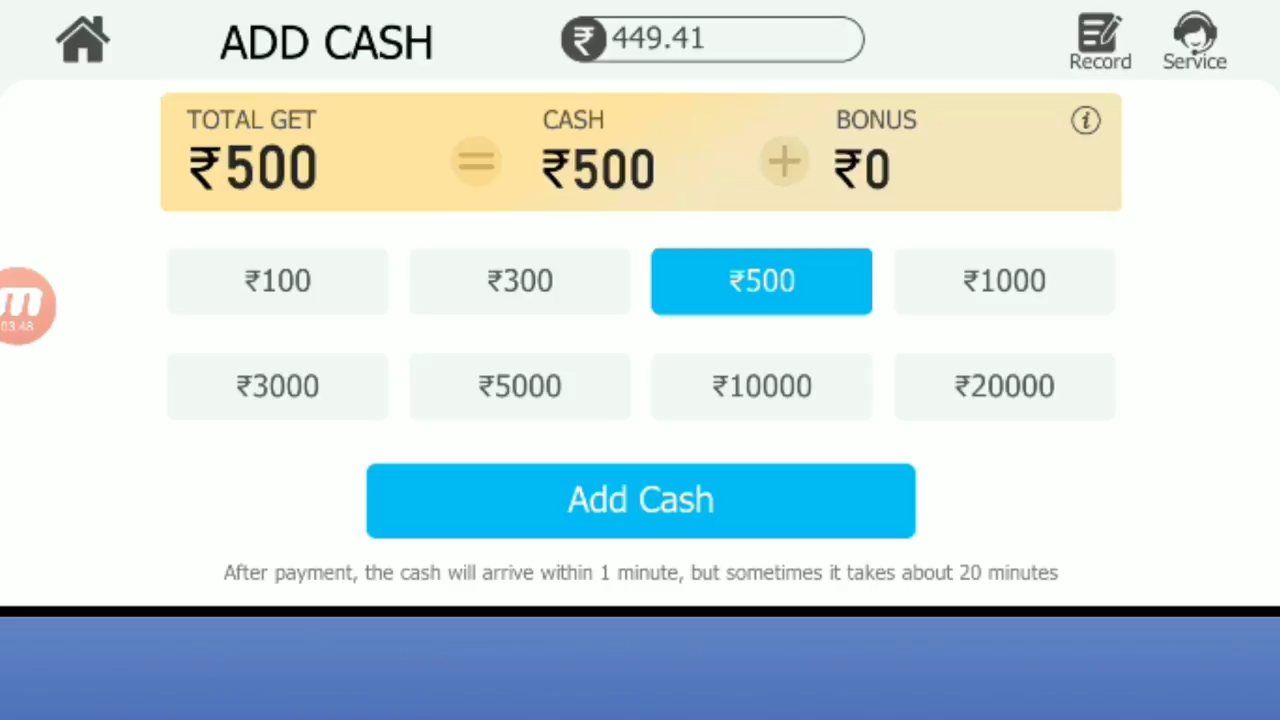 ADD CASH
₹ 449.41
Record
Service
TOTAL GET
CASH
BONUS
i
₹500
=
₹500
+
₹0
₹100
₹300
₹500
₹1000
m
03:48
₹3000
₹5000
₹10000
₹20000
Add Cash
After payment, the cash will arrive within 1 minute, but sometimes it takes about 20 minutes